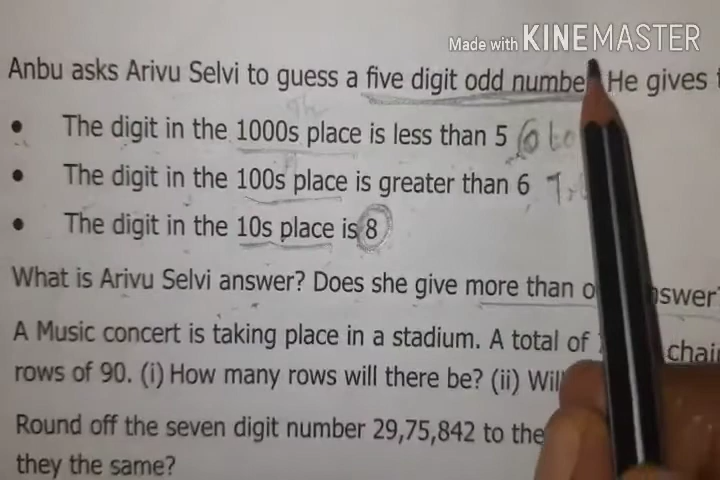 Made with KINEMASTER
Anbu asks Arivu Selvi to guess a five digit odd number He gives
• The digit in the 1000s place is less than 5
• The digit in the 100s place is greater than 6
• The digit in the 10s place is 8
What is Arivu Selvi answer? Does she give more than
A Music concert is taking place in a stadium. A total of chai
rows of 90. (i) How many rows will there be? (ii) Will
Round off the seven digit number 29,75,842 to the
they the same?